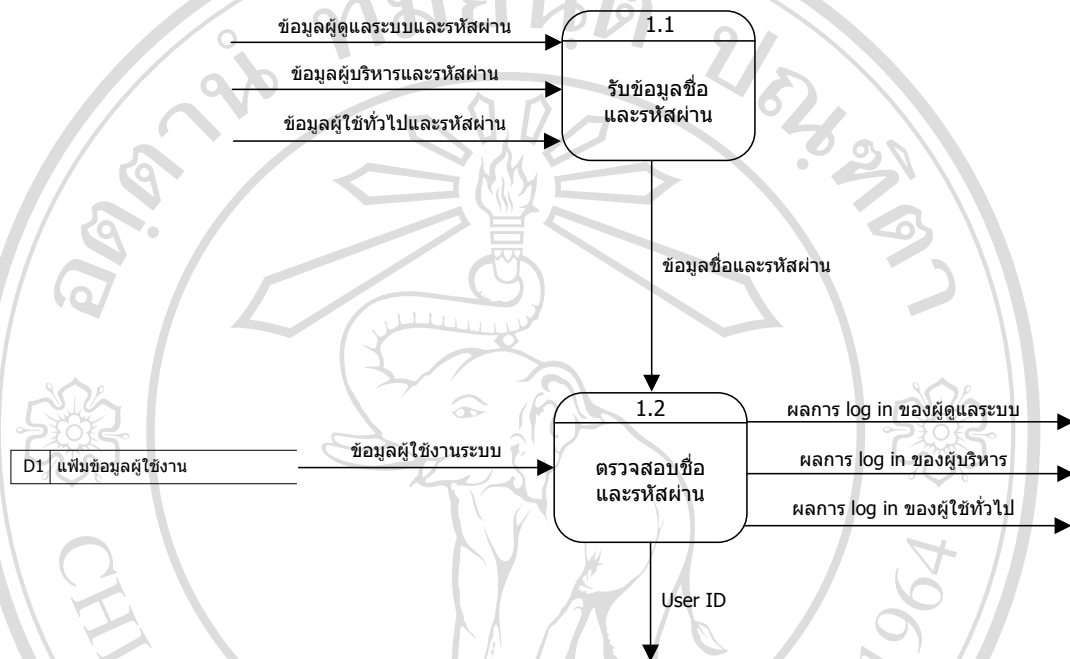 ข้อมูลผู้ดูแลระบบและรหัสผ่าน
ข้อมูลผู้บริหารและรหัสผ่าน
ข้อมูลผู้ใช้ทั่วไปและรหัสผ่าน
1.1
รับข้อมูลชื่อ
และรหัสผ่าน
ข้อมูลชื่อและรหัสผ่าน
D1 แฟ้มข้อมูลผู้ใช้งาน
ข้อมูลผู้ใช้งานระบบ
1.2
ตรวจสอบชื่อ
และรหัสผ่าน
ผลการ log in ของผู้ดูแลระบบ
ผลการ log in ของผู้บริหาร
ผลการ log in ของผู้ใช้ทั่วไป
User ID
CHI
1964